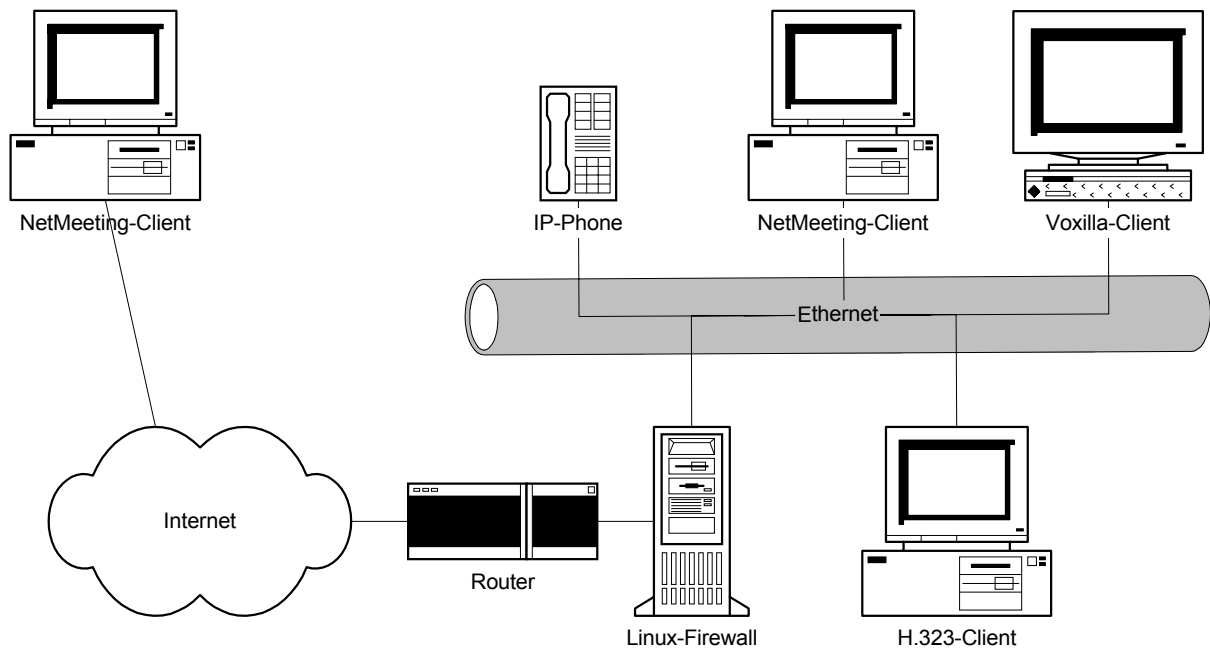 NetMeeting-Client
IP-Phone
NetMeeting-Client
Voxilla-Client
Ethernet
Internet
Router
Linux-Firewall
H.323-Client